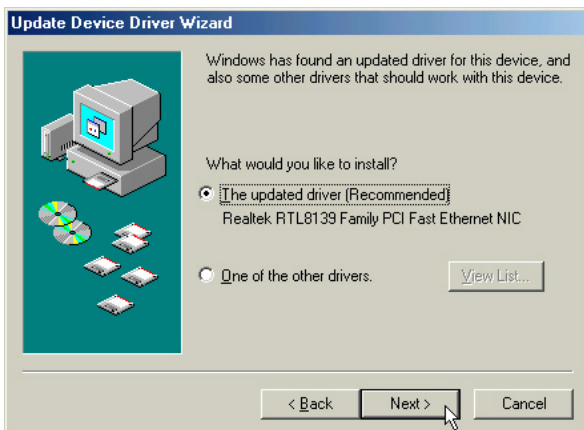 Update Device Driver Wizard
Windows has found an updated driver for this device, and
also some other drivers that should work with this device.
What would you like to install?
The updated driver (Recommended)
Realtek RTL8139 Family PCI Fast Ethernet NIC
One of the other drivers.
View List...
< Back
Next >
Cancel